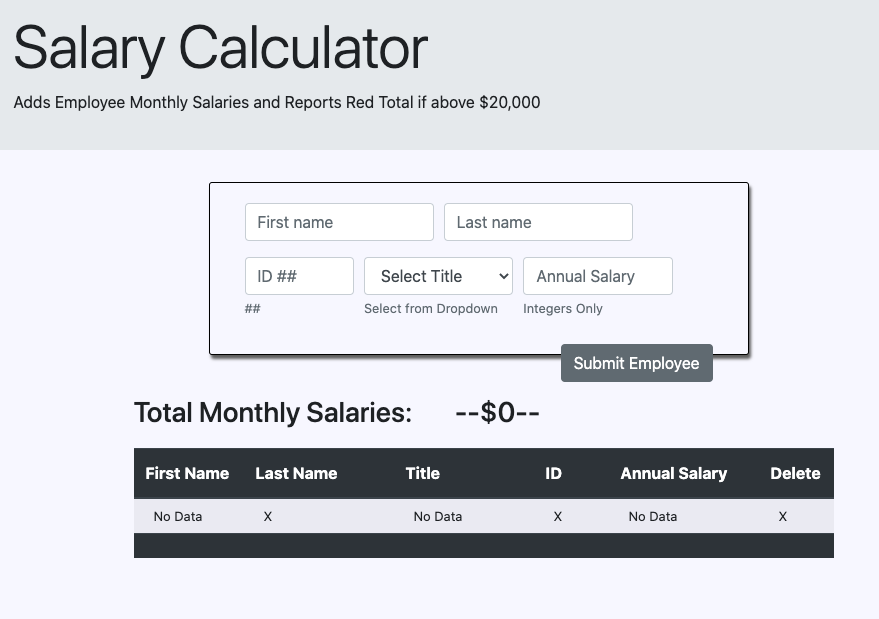 Salary Calculator
Adds Employee Monthly Salaries and Reports Red Total if above $20,000
First name Last name
ID ## Select Title Annual Salary
## Select from Dropdown Integers Only
Submit Employee
Total Monthly Salaries: --$0--
First Name Last Name Title ID Annual Salary Delete
No Data X No Data X No Data X